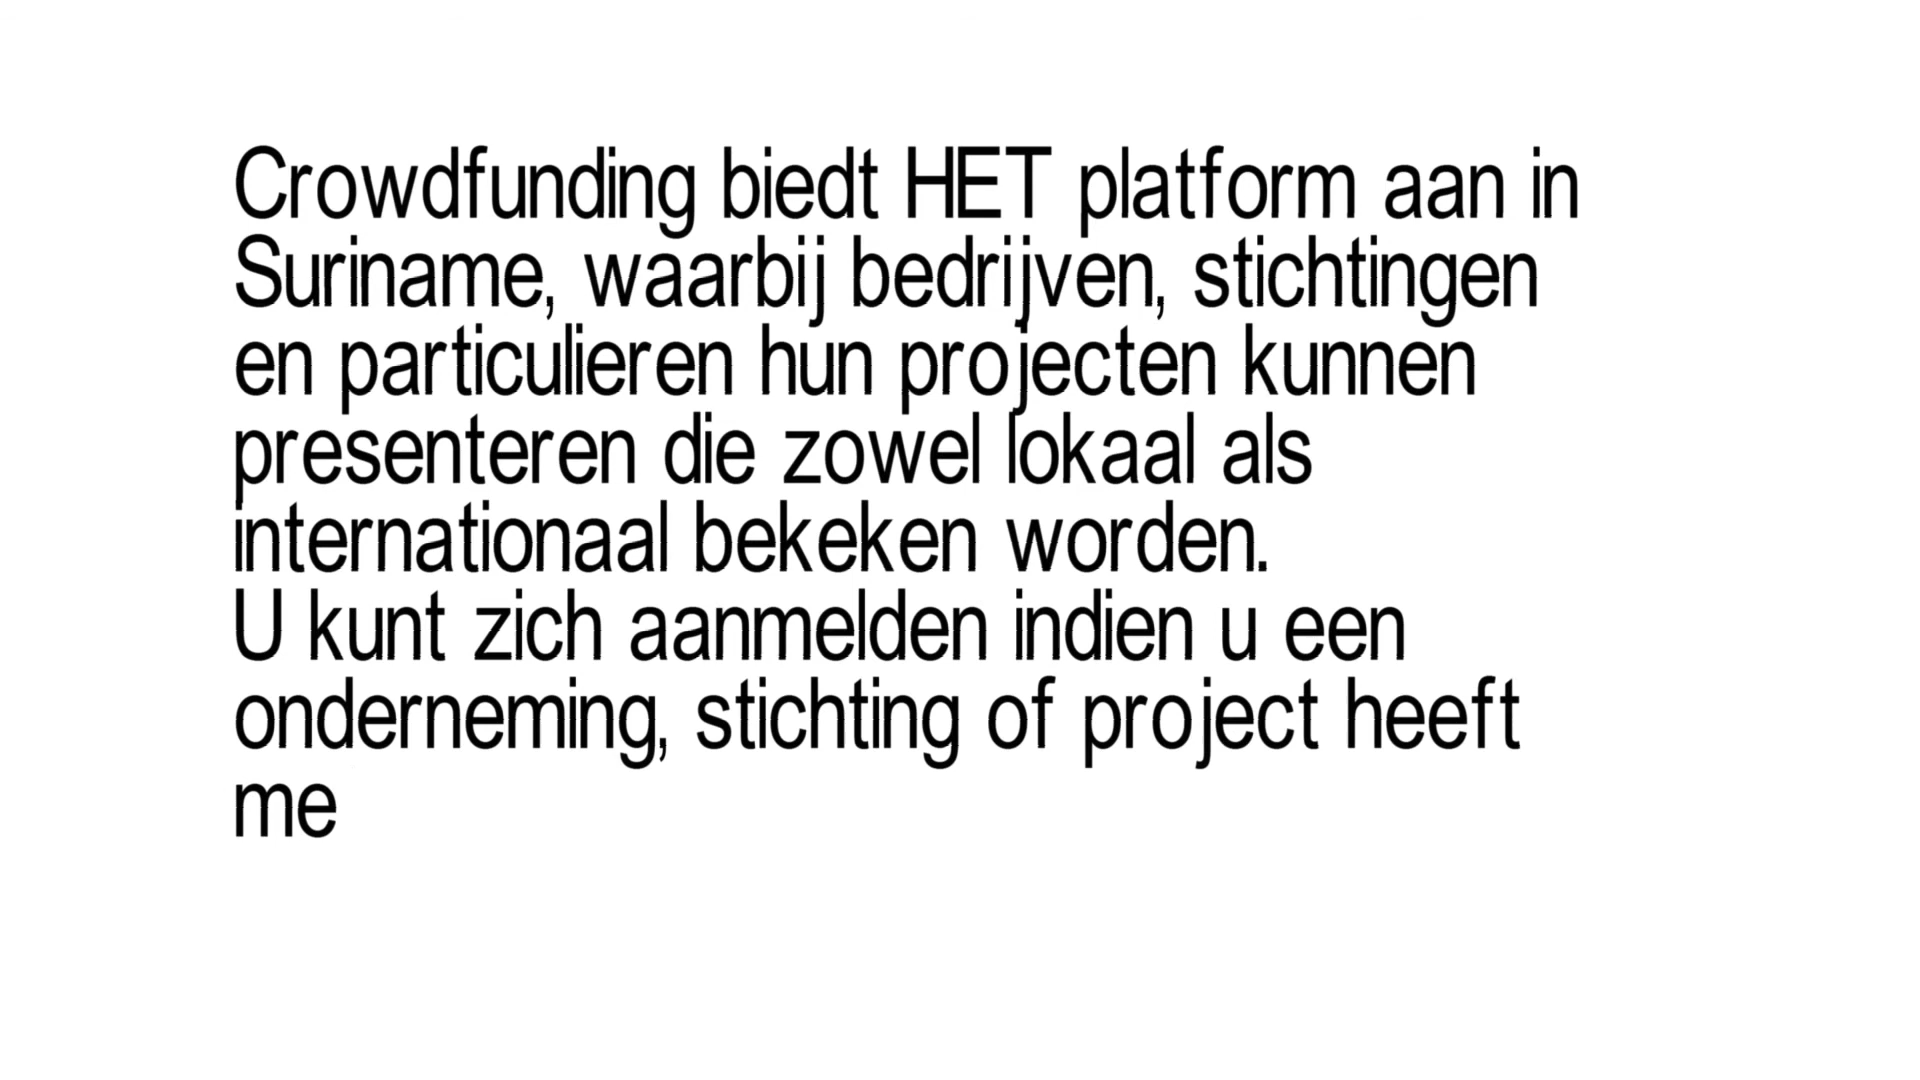 Crowdfunding biedt HET platform aan in
Suriname, waarbij bedrijven, stichtingen
en particulieren hun projecten kunnen
presenteren die zowel lokaal als
internationaal bekeken worden.
U kunt zich aanmelden indien u een
onderneming, stichting of project heeft
me